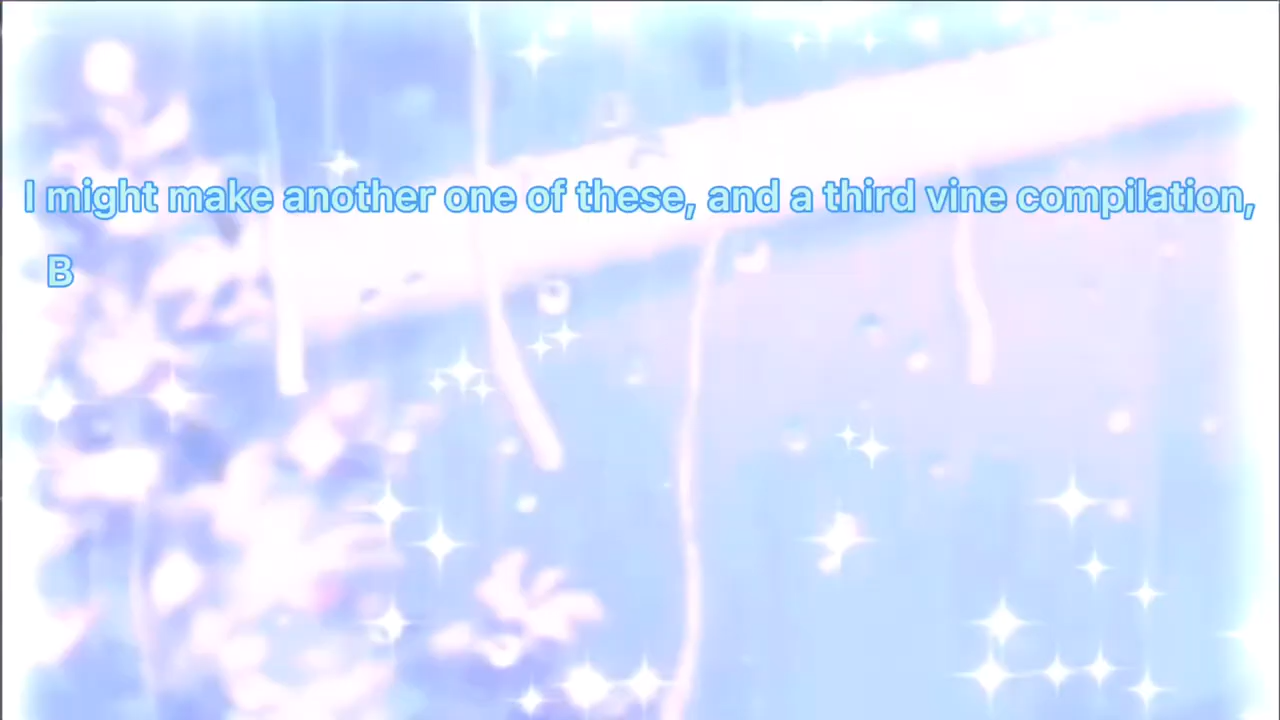 I might make another one of these, and a third vine compilation,
B